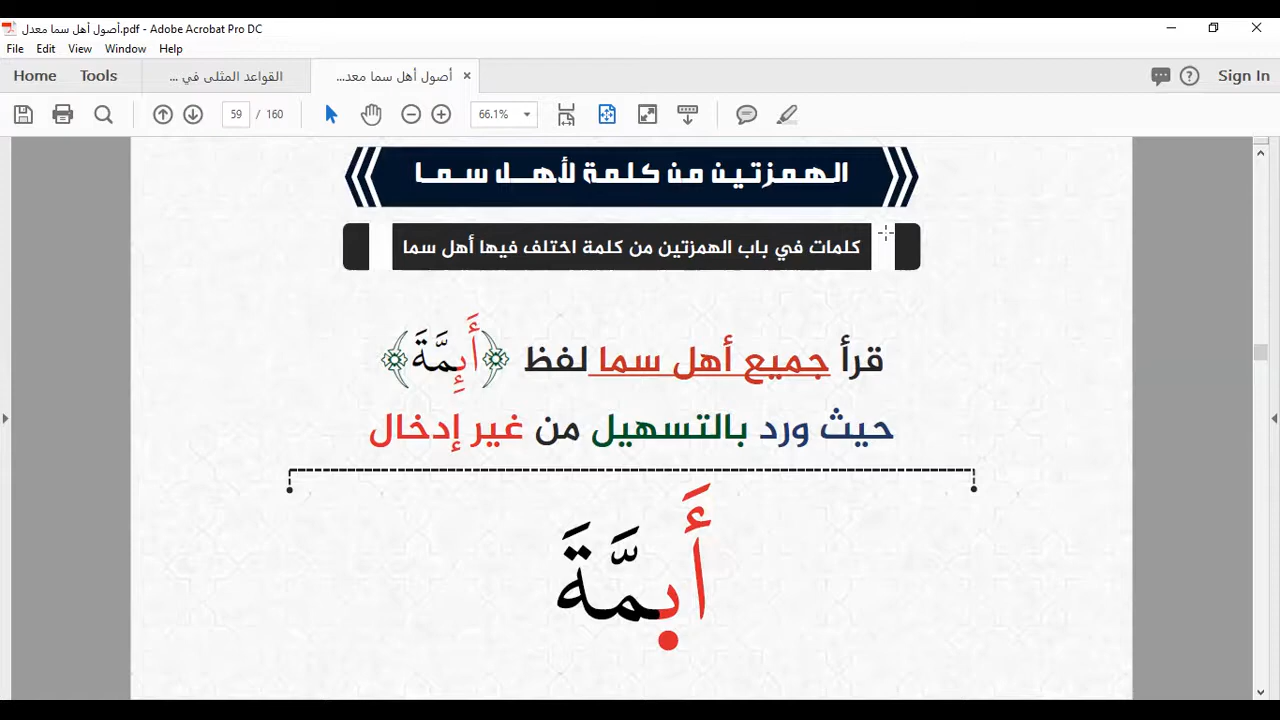 أصول أهل سما معدل.pdf - Adobe Acrobat Pro DC
File Edit View Window Help
Home Tools القواعد المثلى في ... أصول أهل سما معد... × Sign In
59 / 160 66.1%
الهمزتين من كلمة لأهل سما
كلمات في باب الهمزتين من كلمة اختلف فيها أهل سما
قرأ جميع أهل سما لفظ ﴿أَئِمَّةَ﴾
حيث ورد بالتسهيل من غير إدخال
أَىِٕمَّةَ